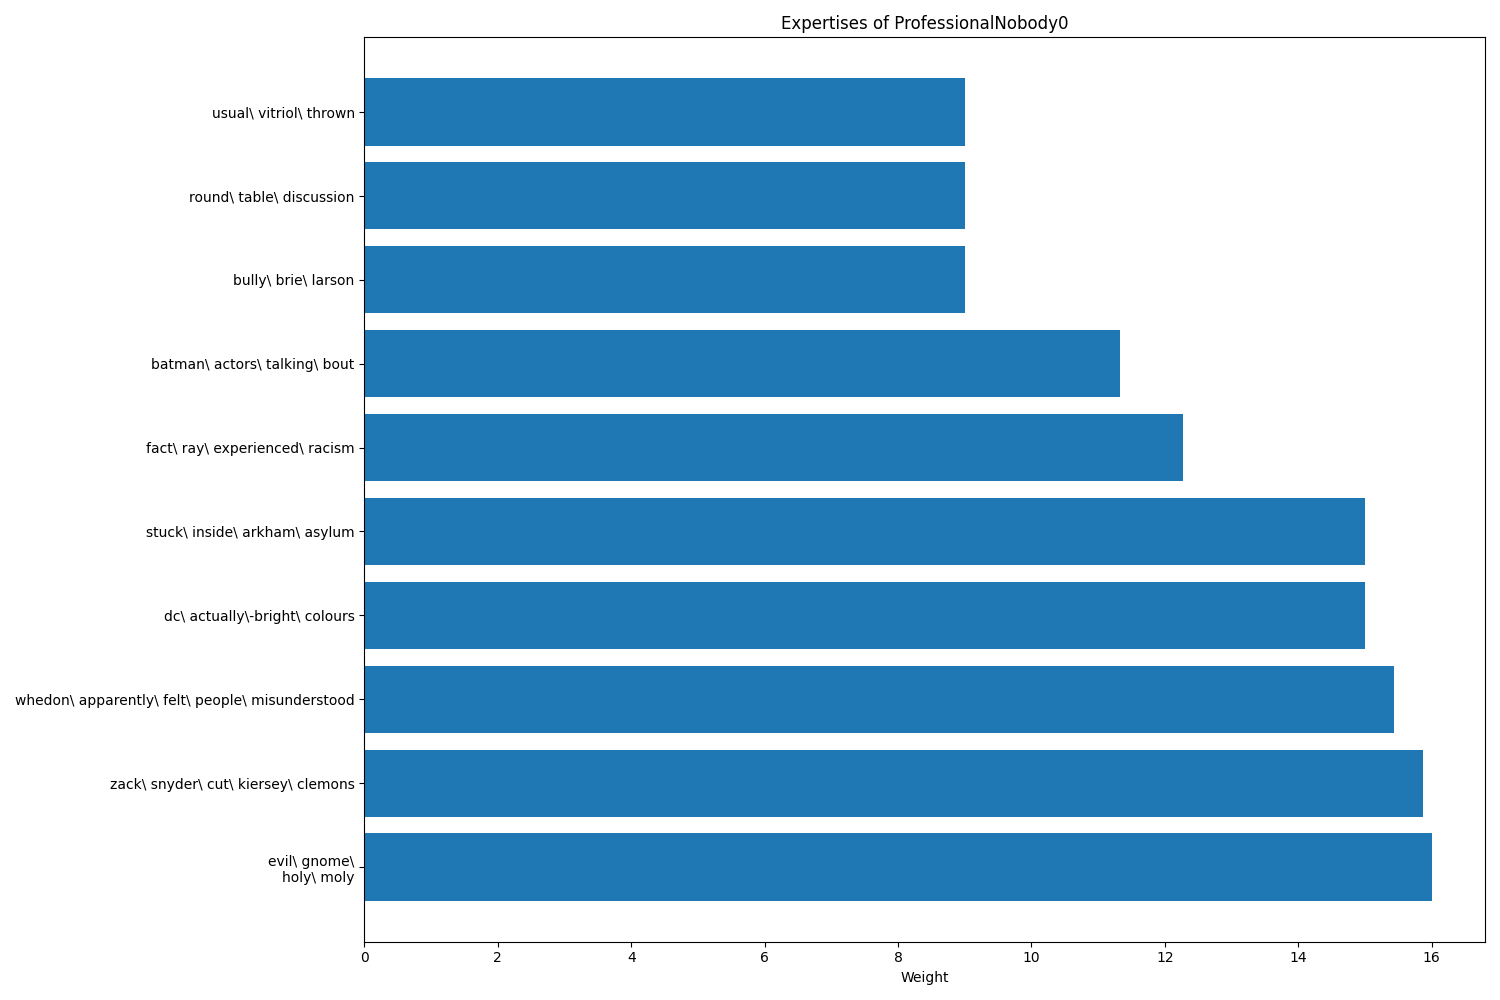 Expertises of ProfessionalNobody0
usual\ vitriol\ thrown
round\ table\ discussion
bully\ brie\ larson
batman\ actors\ talking\ bout
fact\ ray\ experienced\ racism
stuck\ inside\ arkham\ asylum
dc\ actually\-bright\ colours
whedon\ apparently\ felt\ people\ misunderstood
zack\ snyder\ cut\ kiersey\ clemons
evil\ gnome\
holy\ moly
0 2 4 6 8 10 12 14 16
Weight